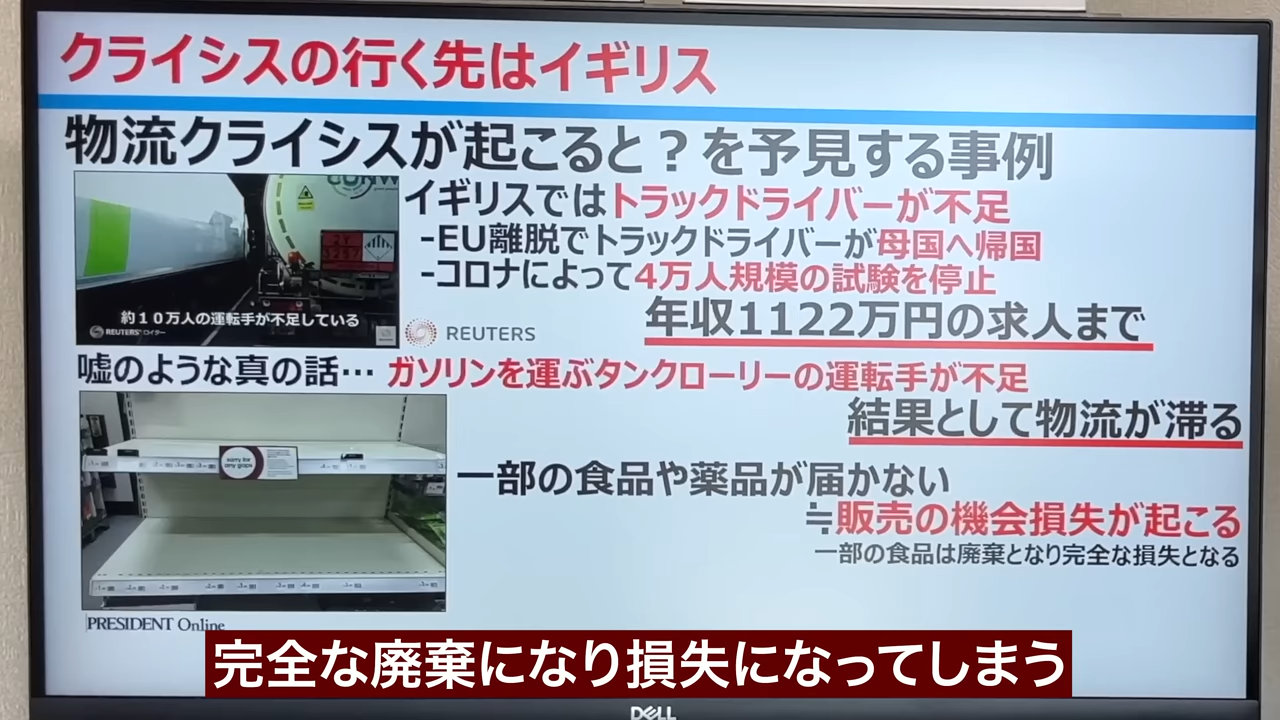 クライシスの行く先はイギリス
物流クライシスが起こると？を予見する事例
イギリスではトラックドライバーが不足
-EU離脱でトラックドライバーが母国へ帰国
-コロナによって4万人規模の試験を停止
約１０万人の運転手が不足している
REUTERS ロイター
REUTERS
年収1122万円の求人まで
嘘のような真の話… ガソリンを運ぶタンクローリーの運転手が不足
結果として物流が滞る
sorry for
any gaps
一部の食品や薬品が届かない
≒販売の機会損失が起こる
一部の食品は廃棄となり完全な損失となる
PRESIDENT Online
完全な廃棄になり損失になってしまう
DELL